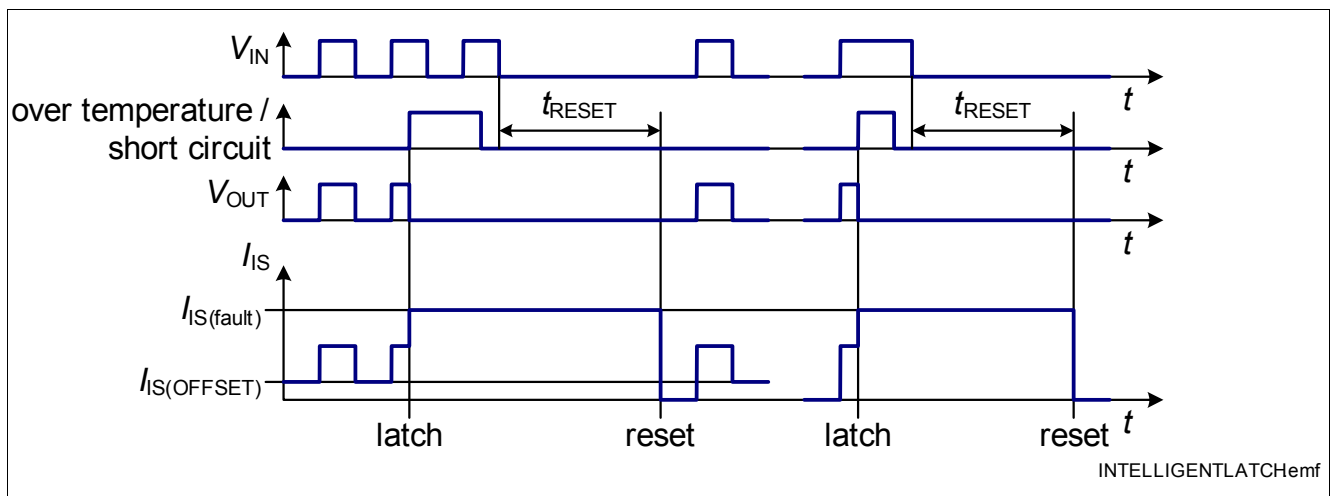 VIN
t
over temperature /
short circuit
tRESET
tRESET
t
VOUT
t
IIS
IIS(fault)
IIS(OFFSET)
t
latch
reset
latch
reset
INTELLIGENTLATCHemf